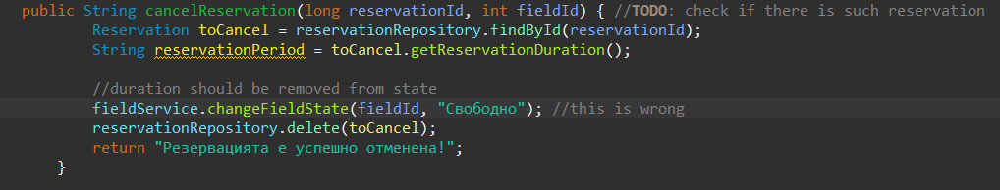 public String cancelReservation(long reservationId, int fieldId) { //TODO: check if there is such reservation
Reservation toCancel = reservationRepository.findById(reservationId);
String reservationPeriod = toCancel.getReservationDuration();
//duration should be removed from state
fieldService.changeFieldState(fieldId, "Свободно"); //this is wrong
reservationRepository.delete(toCancel);
return "Резервацията е успешно отменена!";
}